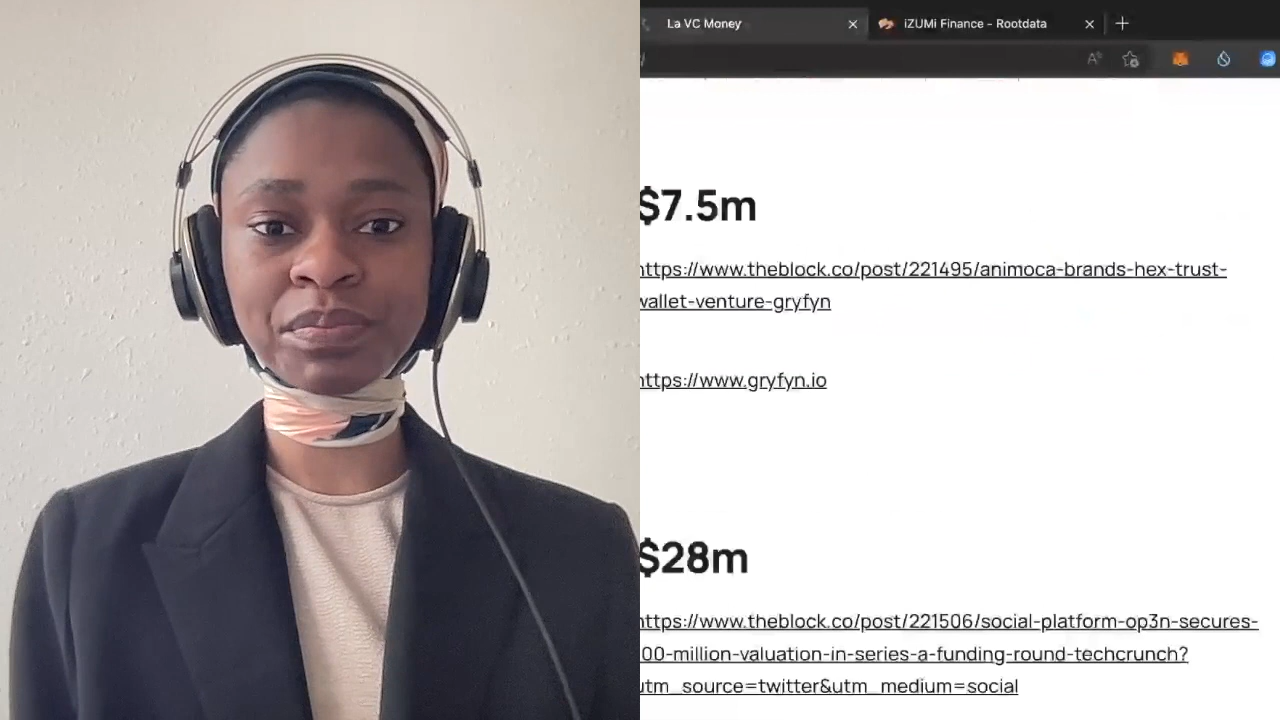 La VC Money
iZUMi Finance - Rootdata
$7.5m
https://www.theblock.co/post/221495/animoca-brands-hex-trust-
wallet-venture-gryfyn
https://www.gryfyn.io
$28m
https://www.theblock.co/post/221506/social-platform-op3n-secures-
00-million-valuation-in-series-a-funding-round-techcrunch?
utm_source=twitter&utm_medium=social